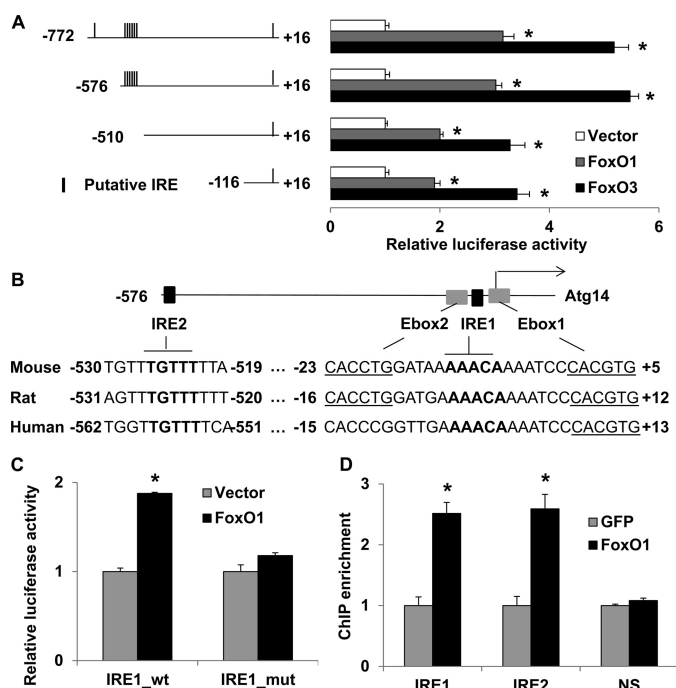 A
-772 +16
*
*
-576 +16
*
*
-510 +16
*
*
Vector
FoxO1
FoxO3
Putative IRE -116 +16
*
*
0 2 4 6
Relative luciferase activity
B
-576 Atg14
IRE2 Ebox2 IRE1 Ebox1
Mouse -530 TGTTTGTTTTTA -519 ... -23 CACCTGGATAAAAACAAAATCCCACGTG +5
Rat -531 AGTTTGTTTTTT -520 ... -16 CACCTGGATGAAAACAAAATCCCACGTG +12
Human -562 TGGTTGTTTTCA -551 ... -15 CACCCGGTTGAAAACAAAATCCCACGTG +13
C
Relative luciferase activity
2
1
0
*
Vector
FoxO1
IRE1_wt IRE1_mut
D
ChIP enrichment
3
2
1
0
*
*
GFP
FoxO1
IRE1 IRE2 NS